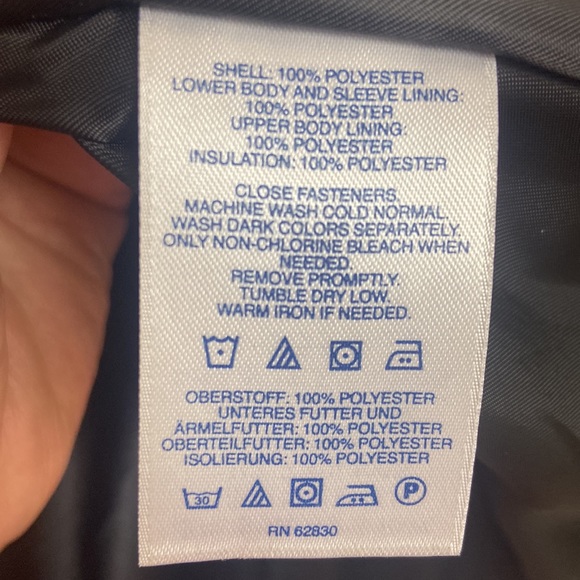 SHELL: 100% POLYESTER
LOWER BODY AND SLEEVE LINING:
100% POLYESTER
UPPER BODY LINING:
100% POLYESTER
INSULATION: 100% POLYESTER
CLOSE FASTENERS
MACHINE WASH COLD NORMAL.
WASH DARK COLORS SEPARATELY.
ONLY NON-CHLORINE BLEACH WHEN
NEEDED.
REMOVE PROMPTLY.
TUMBLE DRY LOW.
WARM IRON IF NEEDED.
OBERSTOFF: 100% POLYESTER
UNTERES FUTTER UND
ÄRMELFUTTER: 100% POLYESTER
OBERTEILFUTTER: 100% POLYESTER
ISOLIERUNG: 100% POLYESTER
30 P
RN 62830